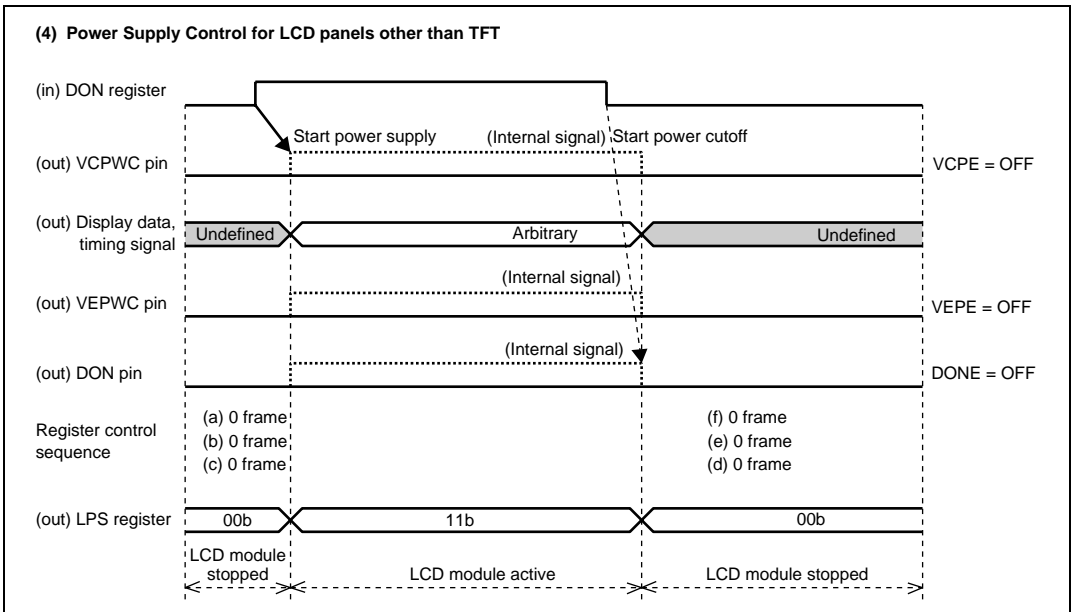 (4) Power Supply Control for LCD panels other than TFT
(in) DON register
Start power supply
(Internal signal)
Start power cutoff
(out) VCPWC pin
VCPE = OFF
(out) Display data,
timing signal
Undefined
Arbitrary
Undefined
(Internal signal)
(out) VEPWC pin
VEPE = OFF
(Internal signal)
(out) DON pin
DONE = OFF
Register control
sequence
(a) 0 frame
(b) 0 frame
(c) 0 frame
(f) 0 frame
(e) 0 frame
(d) 0 frame
(out) LPS register
00b
11b
00b
LCD module
stopped
LCD module active
LCD module stopped